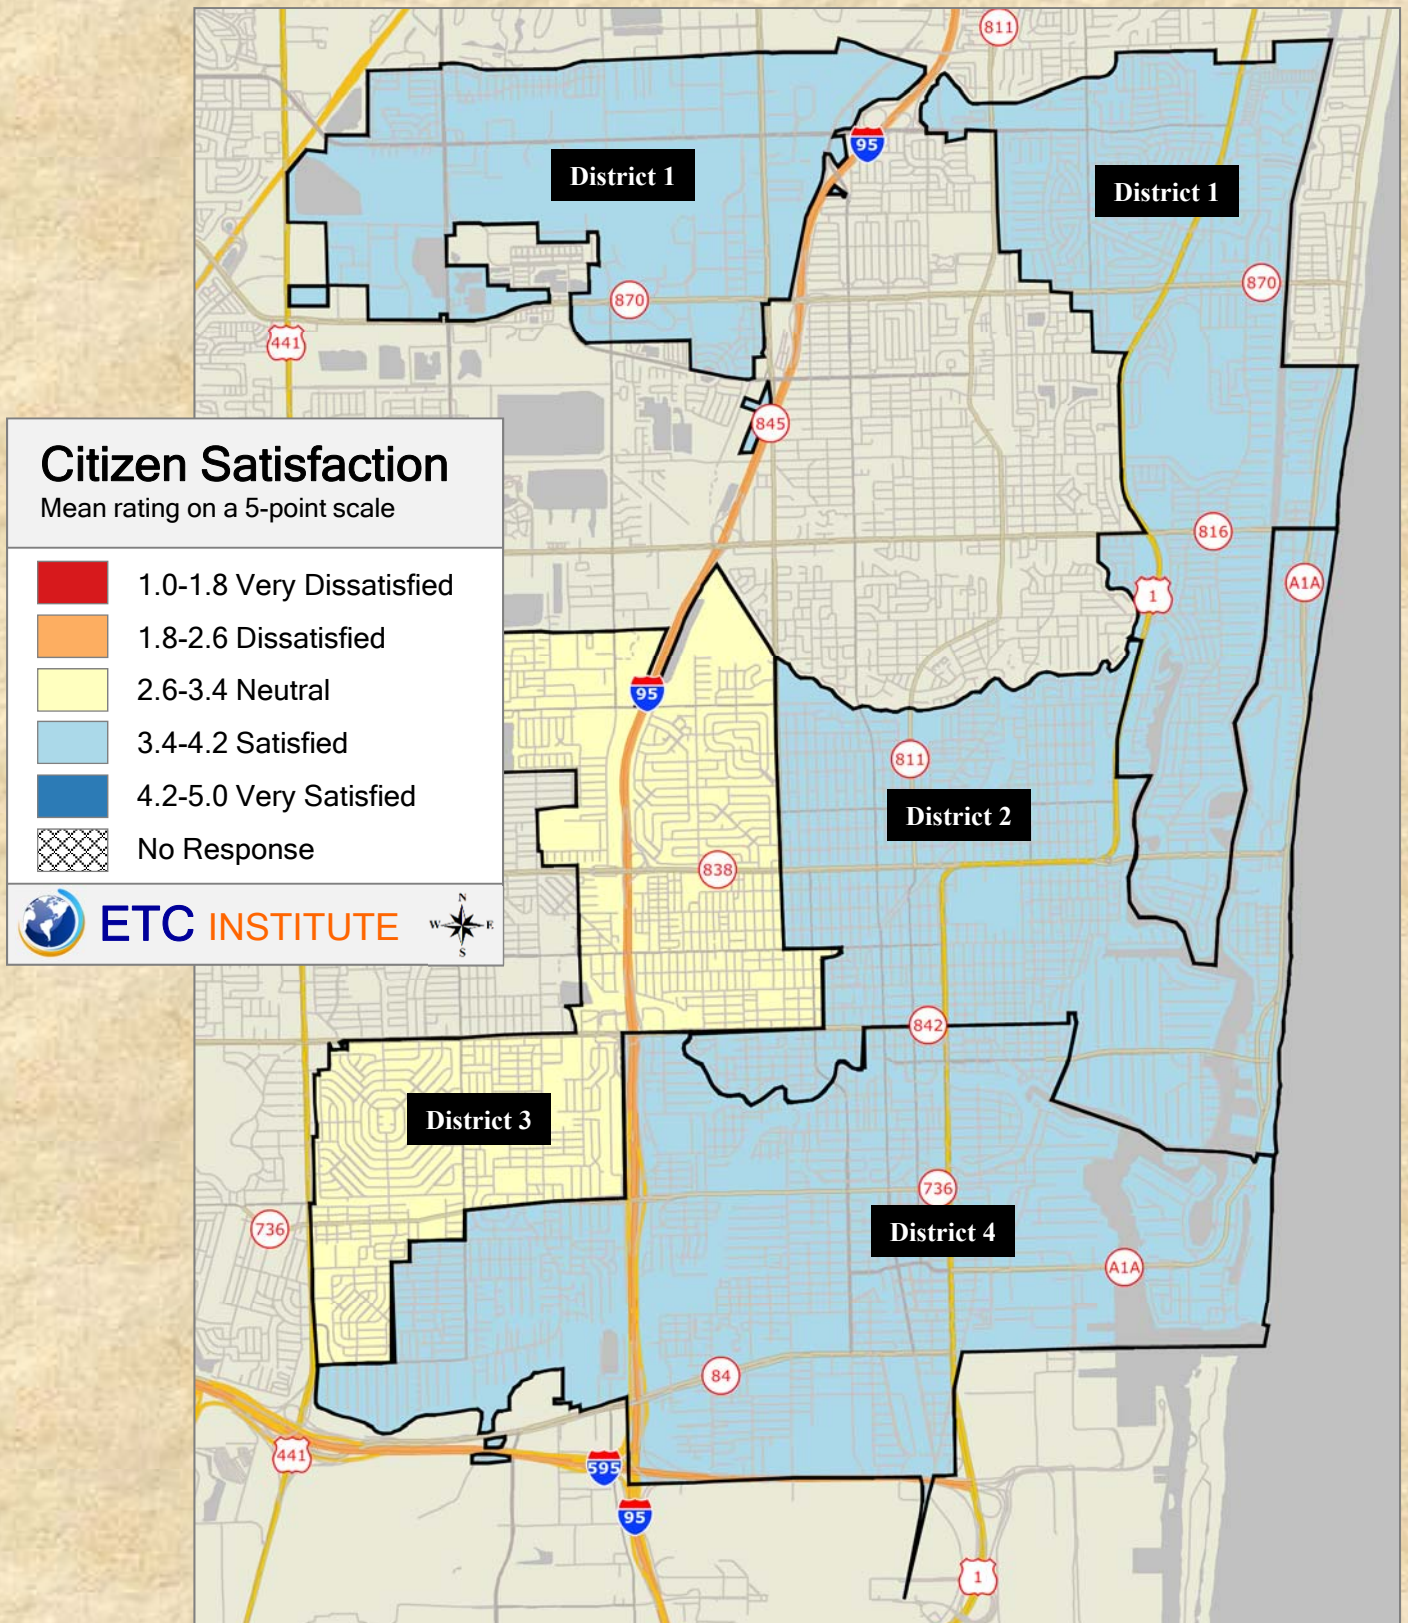 811
95
District 1
District 1
870
870
441
845
Citizen Satisfaction
Mean rating on a 5-point scale
1.0-1.8 Very Dissatisfied
1.8-2.6 Dissatisfied
2.6-3.4 Neutral
3.4-4.2 Satisfied
4.2-5.0 Very Satisfied
No Response
ETC INSTITUTE
N
W E
S
816
A1A
1
95
811
District 2
838
842
District 3
736
736
District 4
A1A
84
441
595
95
1